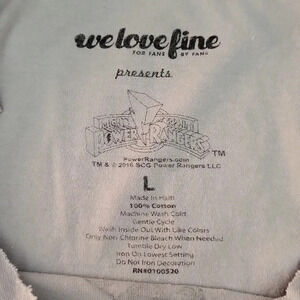 welovefine
FOR FANS BY FANS
presents
POWER RANGERS
TM
PowerRangers.com
TM & © 2016 SCG Power Rangers LLC
L
Made In Haiti
100% Cotton
Machine Wash Cold
Gentle Cycle
Wash Inside Out With Like Colors
Only Non-Chlorine Bleach When Needed
Tumble Dry Low
Iron On Lowest Setting
Do Not Iron Decoration
RN#0100520